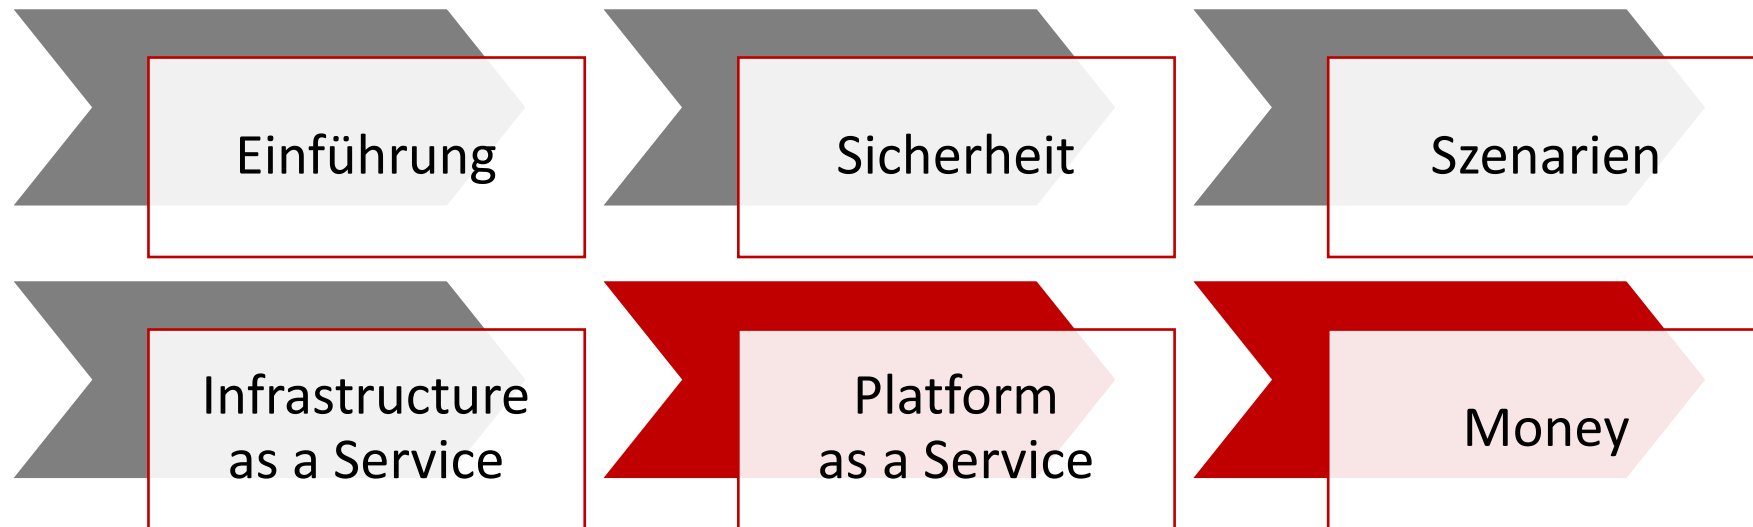 Einführung
Sicherheit
Szenarien
Infrastructure
as a Service
Platform
as a Service
Money